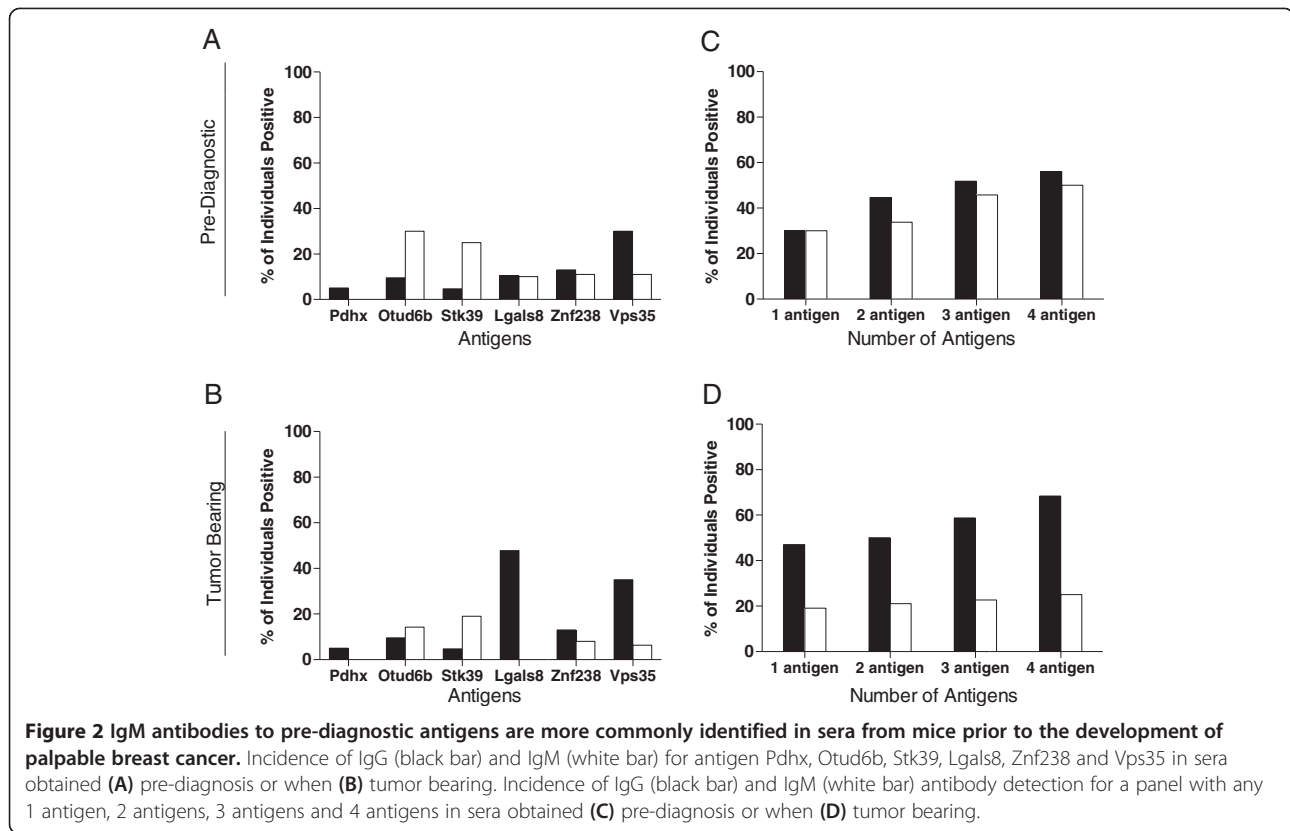 A
Pre-Diagnostic
% of Individuals Positive
100
80
60
40
20
0
Pdhx Otud6b Stk39 Lgals8 Znf238 Vps35
Antigens
C
% of Individuals Positive
100
80
60
40
20
0
1 antigen 2 antigen 3 antigen 4 antigen
Number of Antigens
B
Tumor Bearing
% of Individuals Positive
100
80
60
40
20
0
Pdhx Otud6b Stk39 Lgals8 Znf238 Vps35
Antigens
D
% of Individuals Positive
100
80
60
40
20
0
1 antigen 2 antigen 3 antigen 4 antigen
Number of Antigens
Figure 2 IgM antibodies to pre-diagnostic antigens are more commonly identified in sera from mice prior to the development of
palpable breast cancer. Incidence of IgG (black bar) and IgM (white bar) for antigen Pdhx, Otud6b, Stk39, Lgals8, Znf238 and Vps35 in sera
obtained (A) pre-diagnosis or when (B) tumor bearing. Incidence of IgG (black bar) and IgM (white bar) antibody detection for a panel with any
1 antigen, 2 antigens, 3 antigens and 4 antigens in sera obtained (C) pre-diagnosis or when (D) tumor bearing.